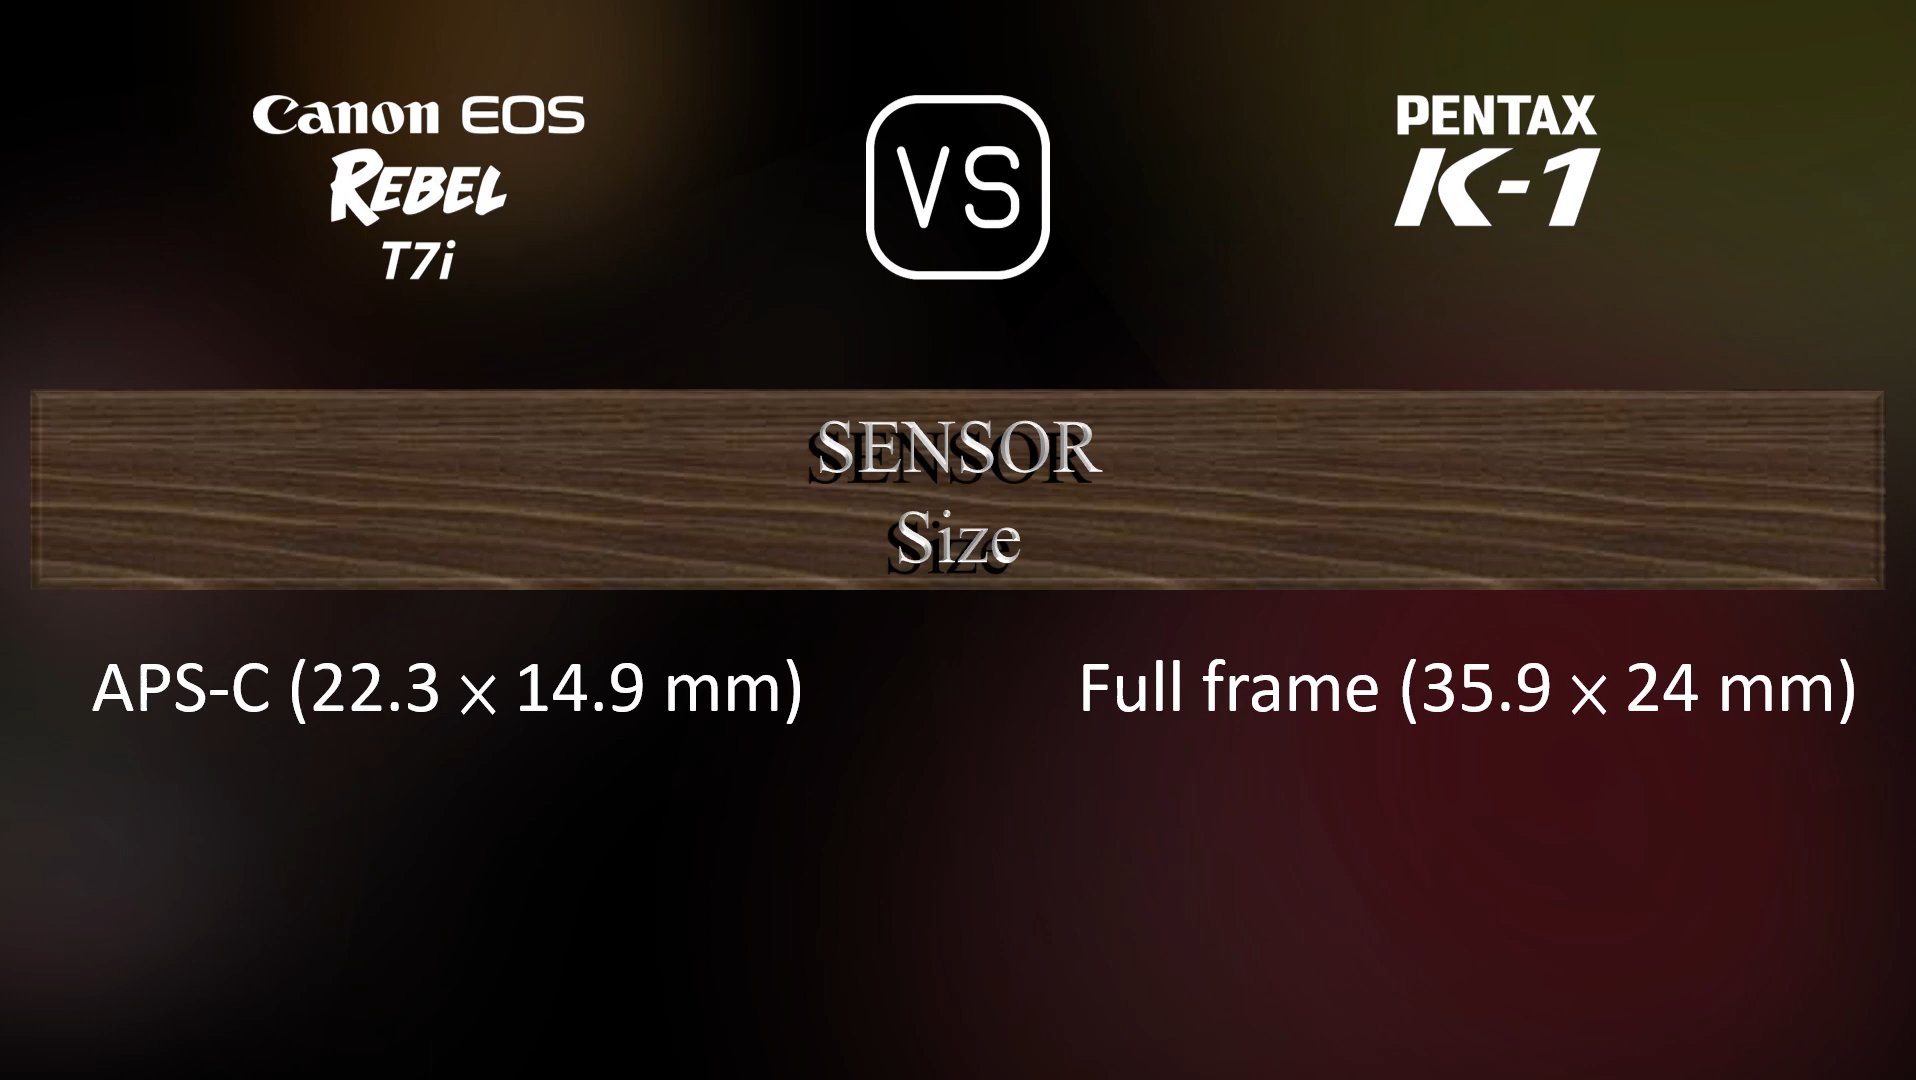 Canon EOS
REBEL
T7i
VS
PENTAX
K-1
SENSOR
Size
APS-C (22.3 x 14.9 mm)
Full frame (35.9 x 24 mm)